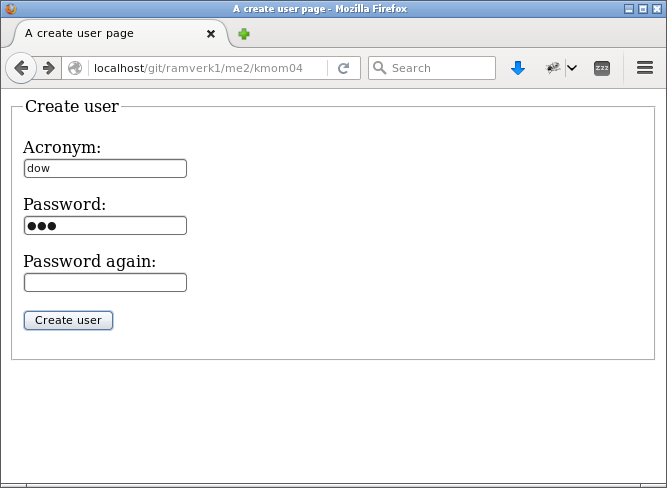 A create user page - Mozilla Firefox
A create user page
localhost/git/ramverk1/me2/kmom04
Search
zzz
Create user
Acronym:
dow
Password:
●●●
Password again:
Create user